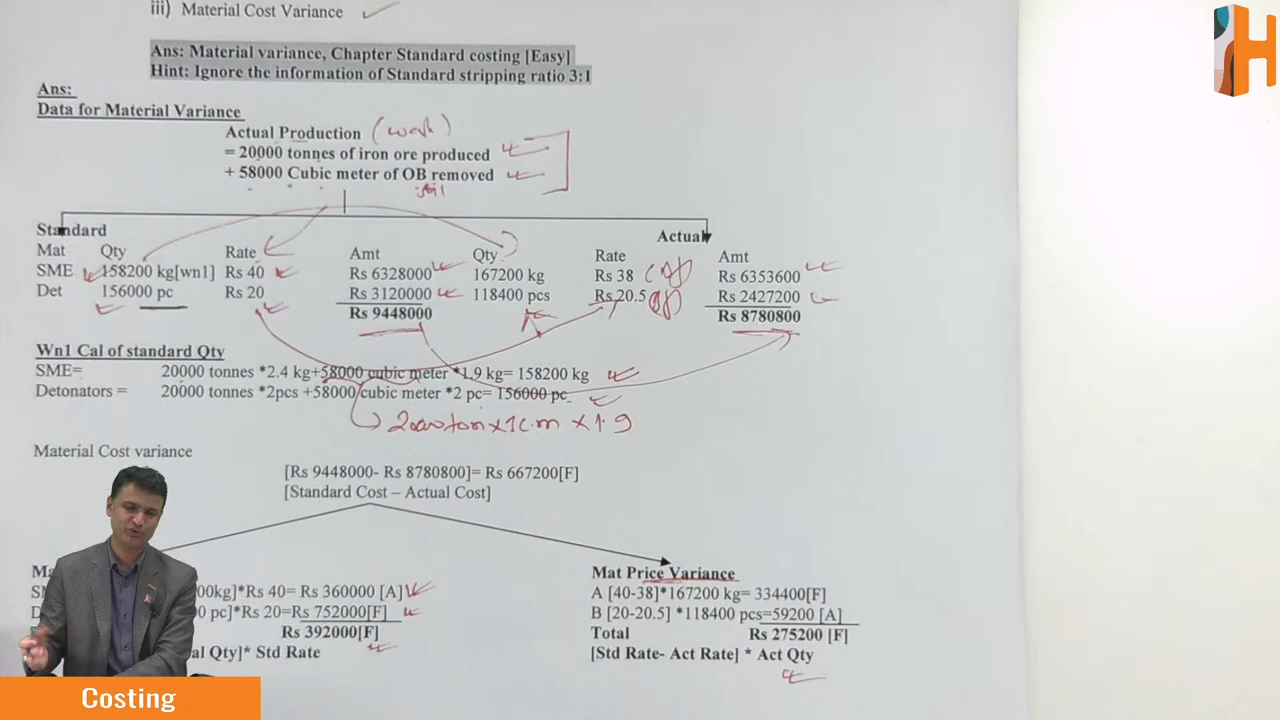 iii) Material Cost Variance
Ans: Material variance, Chapter Standard costing [Easy]
Hint: Ignore the information of Standard stripping ratio 3:1
Ans:
Data for Material Variance
Actual Production (work)
= 20000 tonnes of iron ore produced
+ 58000 Cubic meter of OB removed
soil
Standard Actual
Mat Qty Rate Amt Qty Rate Amt
SME 158200 kg[wn1] Rs 40 Rs 6328000 167200 kg Rs 38 Rs 6353600
Det 156000 pc Rs 20 Rs 3120000 118400 pcs Rs 20.5 Rs 2427200
Rs 9448000 Rs 8780800
Wn1 Cal of standard Qty
SME= 20000 tonnes *2.4 kg+58000 cubic meter *1.9 kg= 158200 kg
Detonators = 20000 tonnes *2pcs +58000 cubic meter *2 pc= 156000 pc
Material Cost variance
[Rs 9448000- Rs 8780800]= Rs 667200[F]
[Standard Cost – Actual Cost]
Mat Price Variance
00kg]*Rs 40= Rs 360000 [A] A [40-38]*167200 kg= 334400[F]
pc]*Rs 20=Rs 752000[F] B [20-20.5] *118400 pcs=59200 [A]
Rs 392000[F] Total Rs 275200 [F]
al Qty]* Std Rate [Std Rate- Act Rate] * Act Qty
Costing